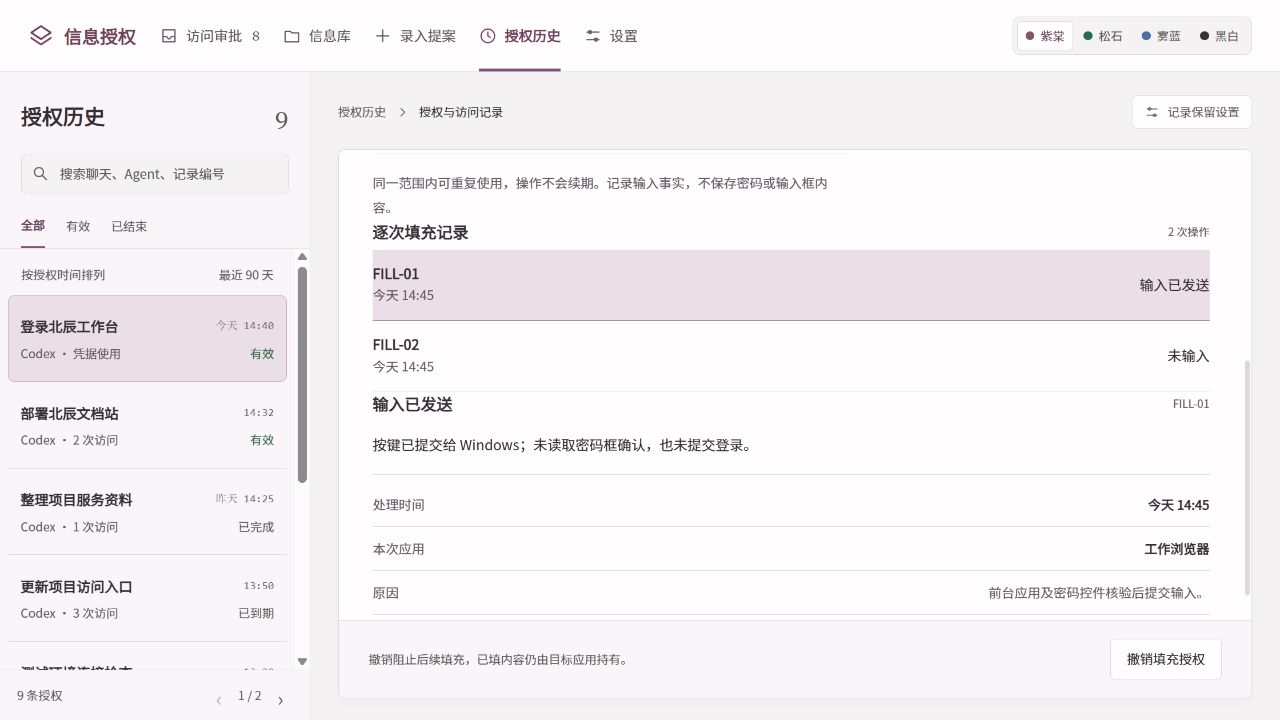 信息授权
访问审批 8
信息库
录入提案
授权历史
设置
紫棠
松石
雾蓝
黑白
授权历史
9
搜索聊天、Agent、记录编号
全部
有效
已结束
按授权时间排列
最近 90 天
登录北辰工作台
今天 14:40
Codex · 凭据使用
有效
部署北辰文档站
14:32
Codex · 2 次访问
有效
整理项目服务资料
昨天 14:25
Codex · 1 次访问
已完成
更新项目访问入口
13:50
Codex · 3 次访问
已到期
9 条授权
‹ 1 / 2 ›
授权历史 > 授权与访问记录
记录保留设置
同一范围内可重复使用，操作不会续期。记录输入事实，不保存密码或输入框内
容。
逐次填充记录
2 次操作
FILL-01
今天 14:45
输入已发送
FILL-02
今天 14:45
未输入
输入已发送
FILL-01
按键已提交给 Windows；未读取密码框确认，也未提交登录。
处理时间
今天 14:45
本次应用
工作浏览器
原因
前台应用及密码控件核验后提交输入。
撤销阻止后续填充，已填内容仍由目标应用持有。
撤销填充授权